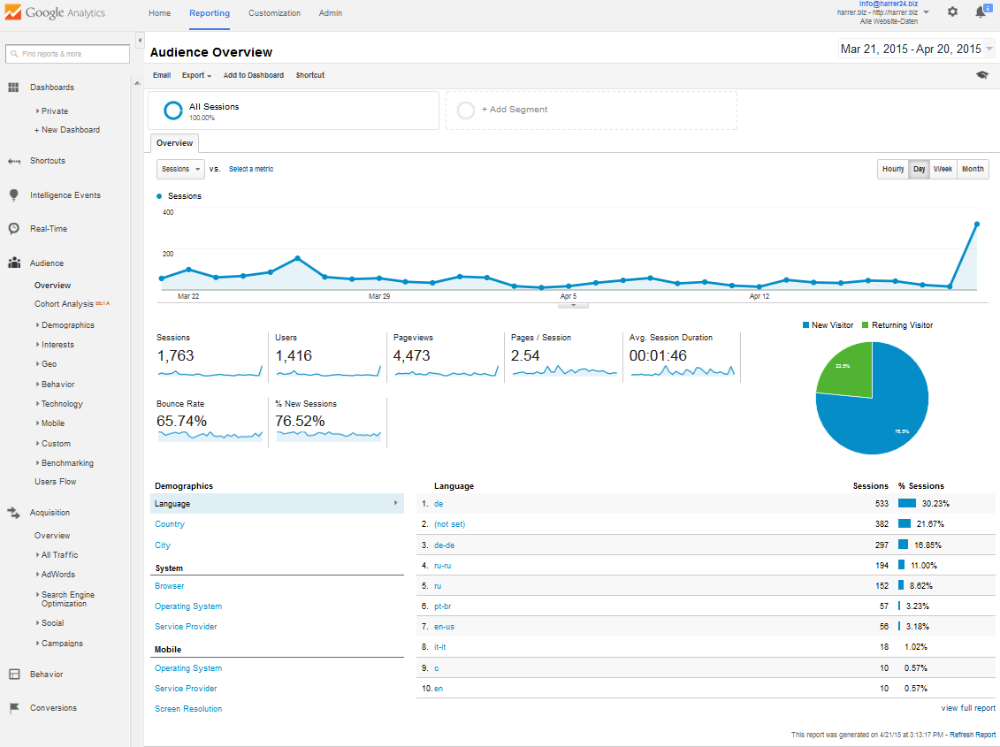 Google Analytics
Home Reporting Customization Admin
info@harrer24.biz
harrer.biz - http://harrer.biz
Alle Website-Daten
Find reports & more
Dashboards
Private
+ New Dashboard
Shortcuts
Intelligence Events
Real-Time
Audience
Overview
Cohort Analysis BETA
Demographics
Interests
Geo
Behavior
Technology
Mobile
Custom
Benchmarking
Users Flow
Acquisition
Overview
All Traffic
AdWords
Search Engine
Optimization
Social
Campaigns
Behavior
Conversions
Audience Overview
Mar 21, 2015 - Apr 20, 2015
Email Export Add to Dashboard Shortcut
All Sessions
100.00%
+ Add Segment
Overview
Sessions vs. Select a metric
Hourly Day Week Month
Sessions
400
200
Mar 22 Mar 29 Apr 5 Apr 12
Sessions
1,763
Users
1,416
Pageviews
4,473
Pages / Session
2.54
Avg. Session Duration
00:01:46
Bounce Rate
65.74%
% New Sessions
76.52%
New Visitor Returning Visitor
23.5%
76.5%
Demographics
Language
Country
City
System
Browser
Operating System
Service Provider
Mobile
Operating System
Service Provider
Screen Resolution
Language Sessions % Sessions
1. de 533 30.23%
2. (not set) 382 21.67%
3. de-de 297 16.85%
4. ru-ru 194 11.00%
5. ru 152 8.62%
6. pt-br 57 3.23%
7. en-us 56 3.18%
8. it-it 18 1.02%
9. c 10 0.57%
10. en 10 0.57%
view full report
This report was generated on 4/21/15 at 3:13:17 PM - Refresh Report